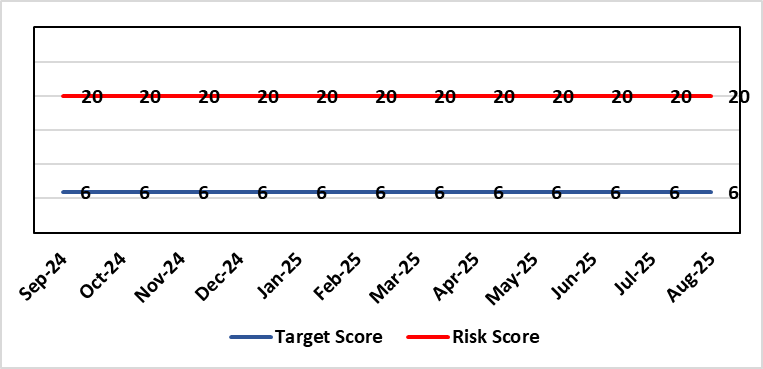 20 20 20 20 20 20 20 20 20 20 20 20
6 6 6 6 6 6 6 6 6 6 6 6
Sep-24 Oct-24 Nov-24 Dec-24 Jan-25 Feb-25 Mar-25 Apr-25 May-25 Jun-25 Jul-25 Aug-25
Target Score Risk Score